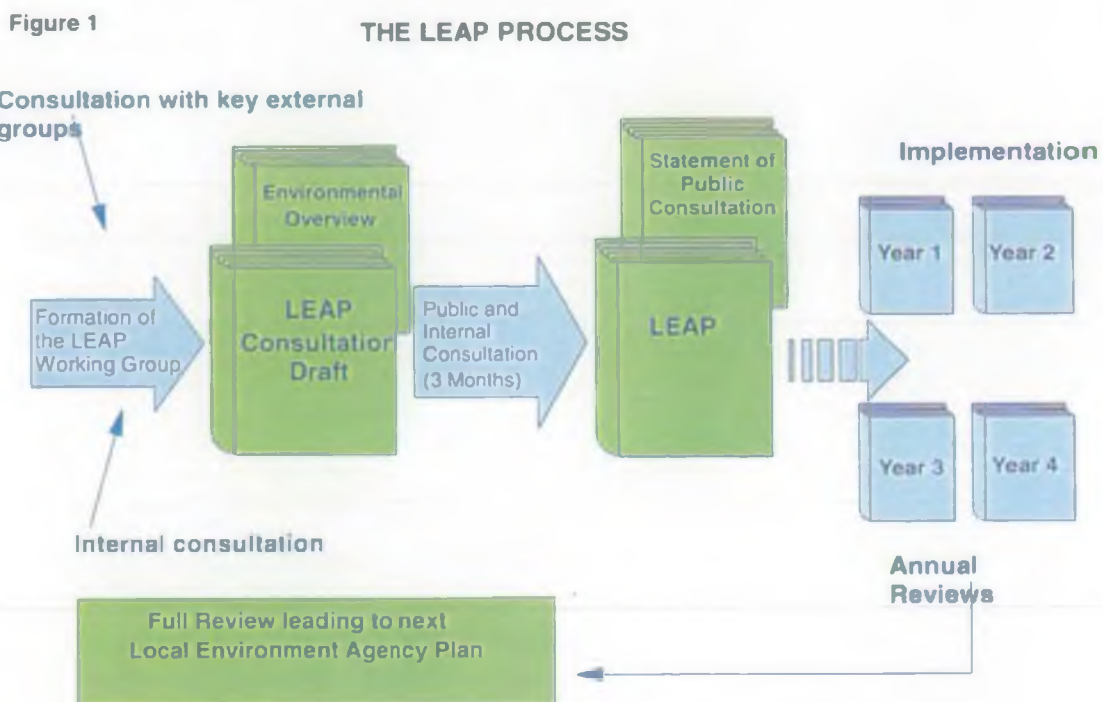 Figure 1
THE LEAP PROCESS
Consultation with key external
groups
Environmental
Overview
Statement of
Public
Consultation
Implementation
Year 1
Year 2
Formation of
the LEAP
Working Group
LEAP
Consultation
Draft
Public and
Internal
Consultation
(3 Months)
LEAP
Year 3
Year 4
Internal consultation
Annual
Reviews
Full Review leading to next
Local Environment Agency Plan